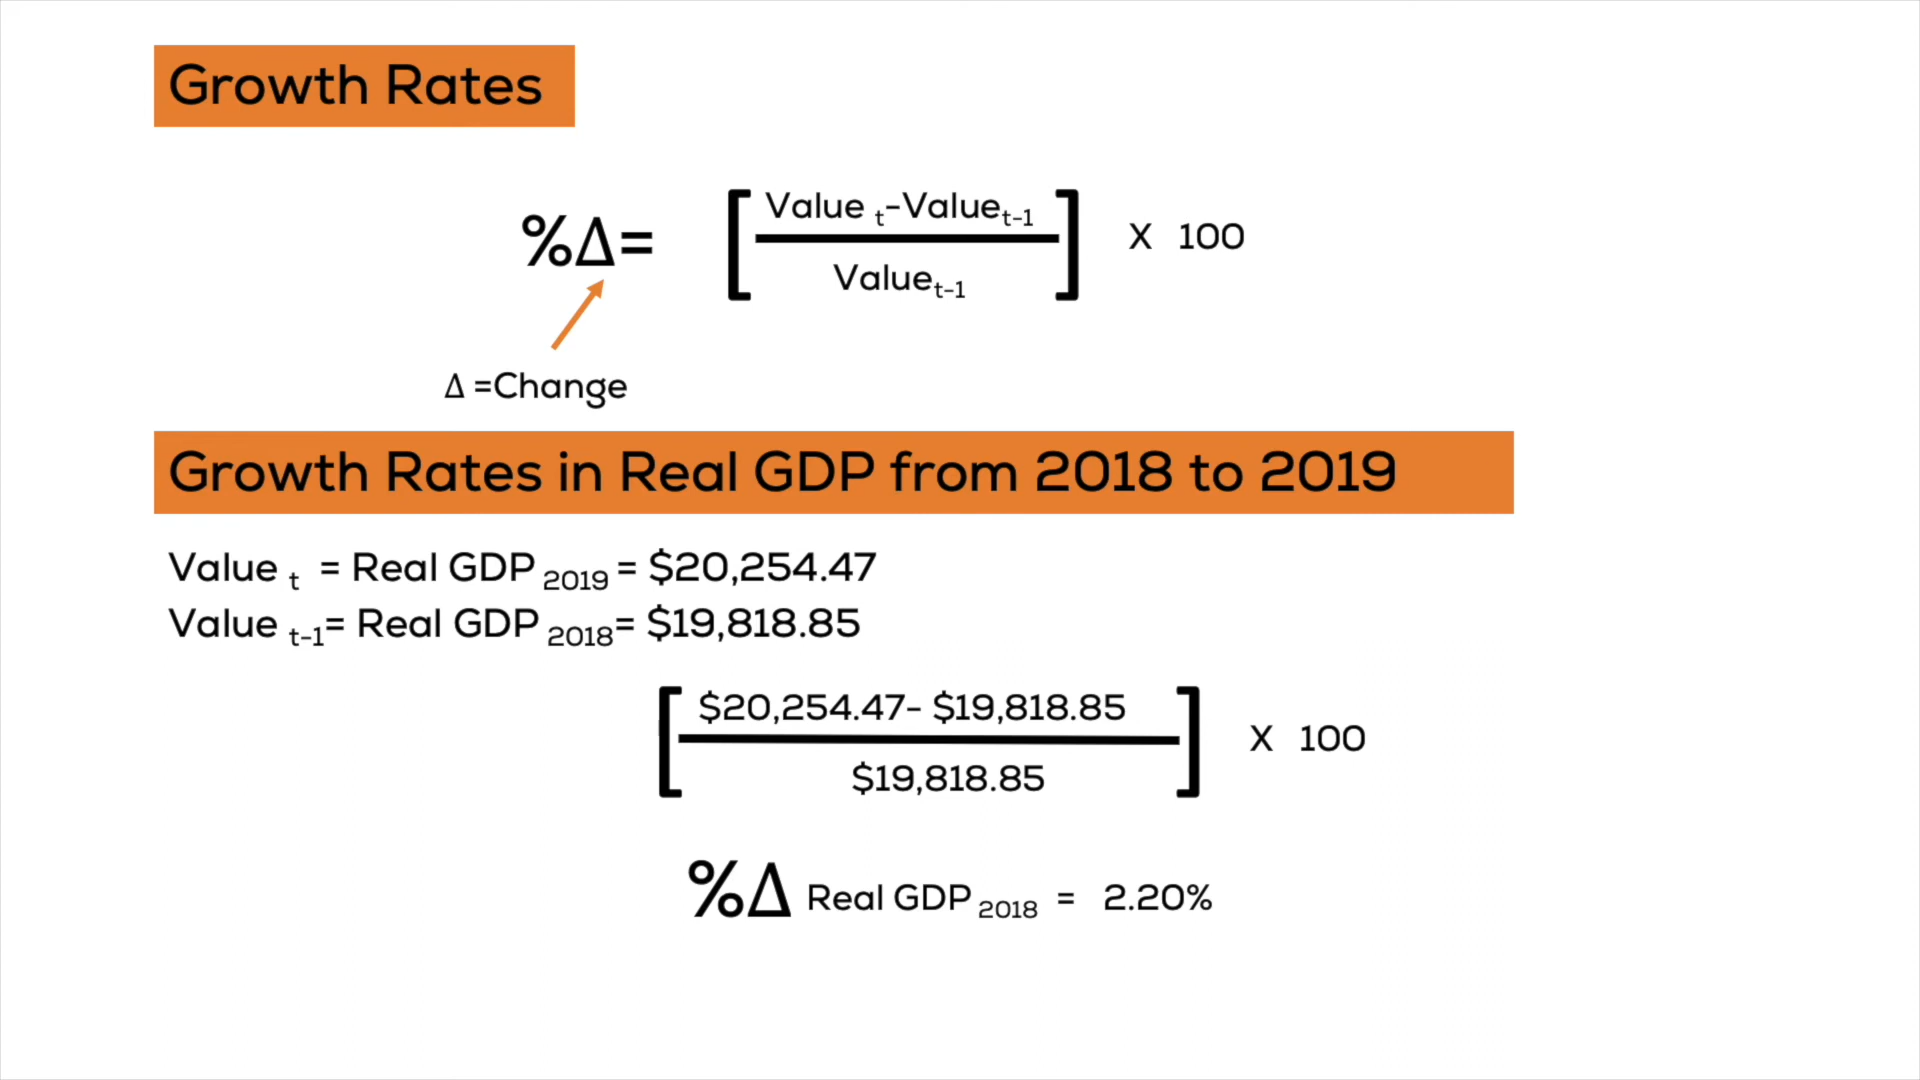 Growth Rates
%Δ= [Value t-Valuet-1 X 100
Valuet-1]
Δ =Change
Growth Rates in Real GDP from 2018 to 2019
Value t = Real GDP 2019 = $20,254.47
Value t-1= Real GDP 2018= $19,818.85
[$20,254.47- $19,818.85 X 100
$19,818.85]
%Δ Real GDP 2018 = 2.20%